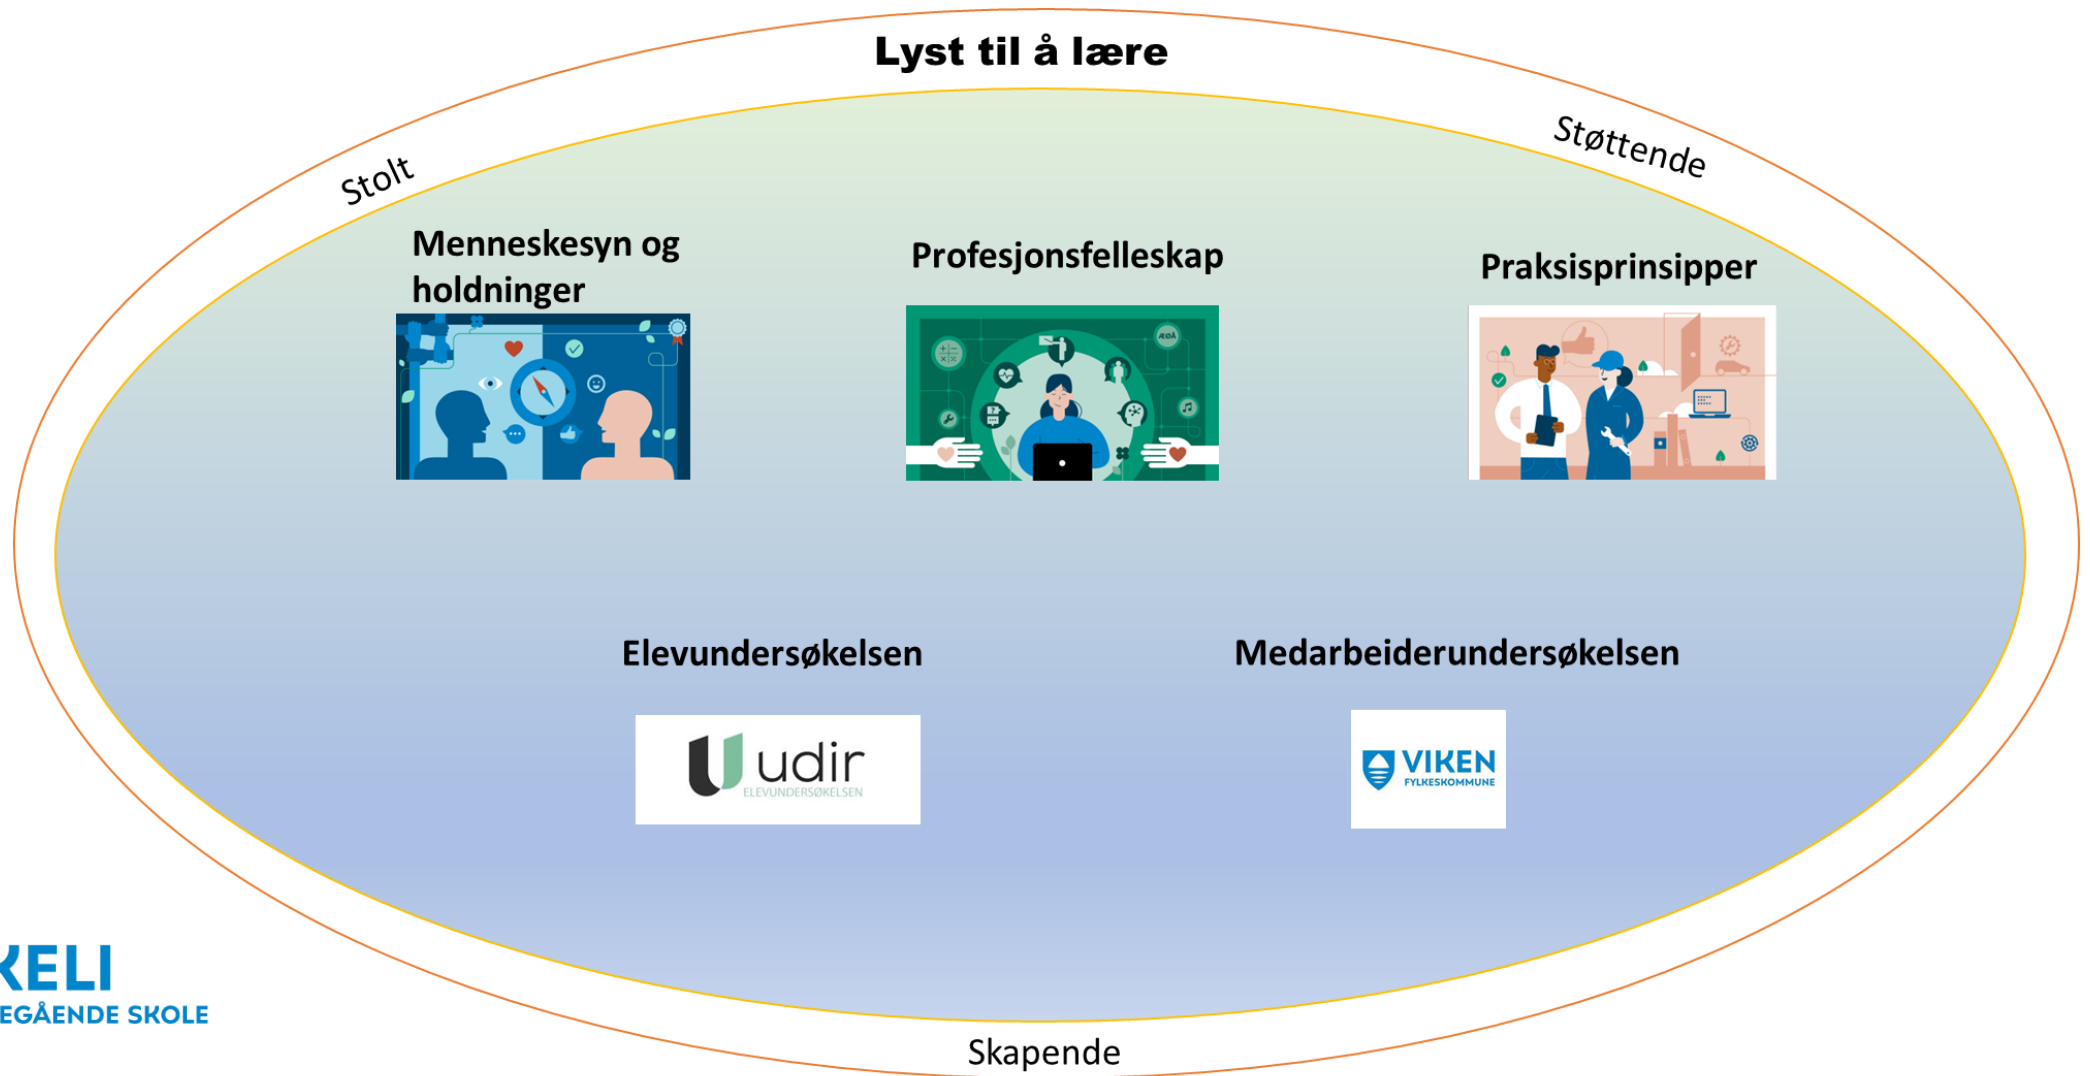 Lyst til å lære
Stolt
Støttende
Menneskesyn og
holdninger
Profesjonsfelleskap
Praksisprinsipper
ÆØÅ
Elevundersøkelsen
Medarbeiderundersøkelsen
udir
ELEVUNDERSØKELSEN
VIKEN
FYLKESKOMMUNE
KELI
EGÅENDE SKOLE
Skapende